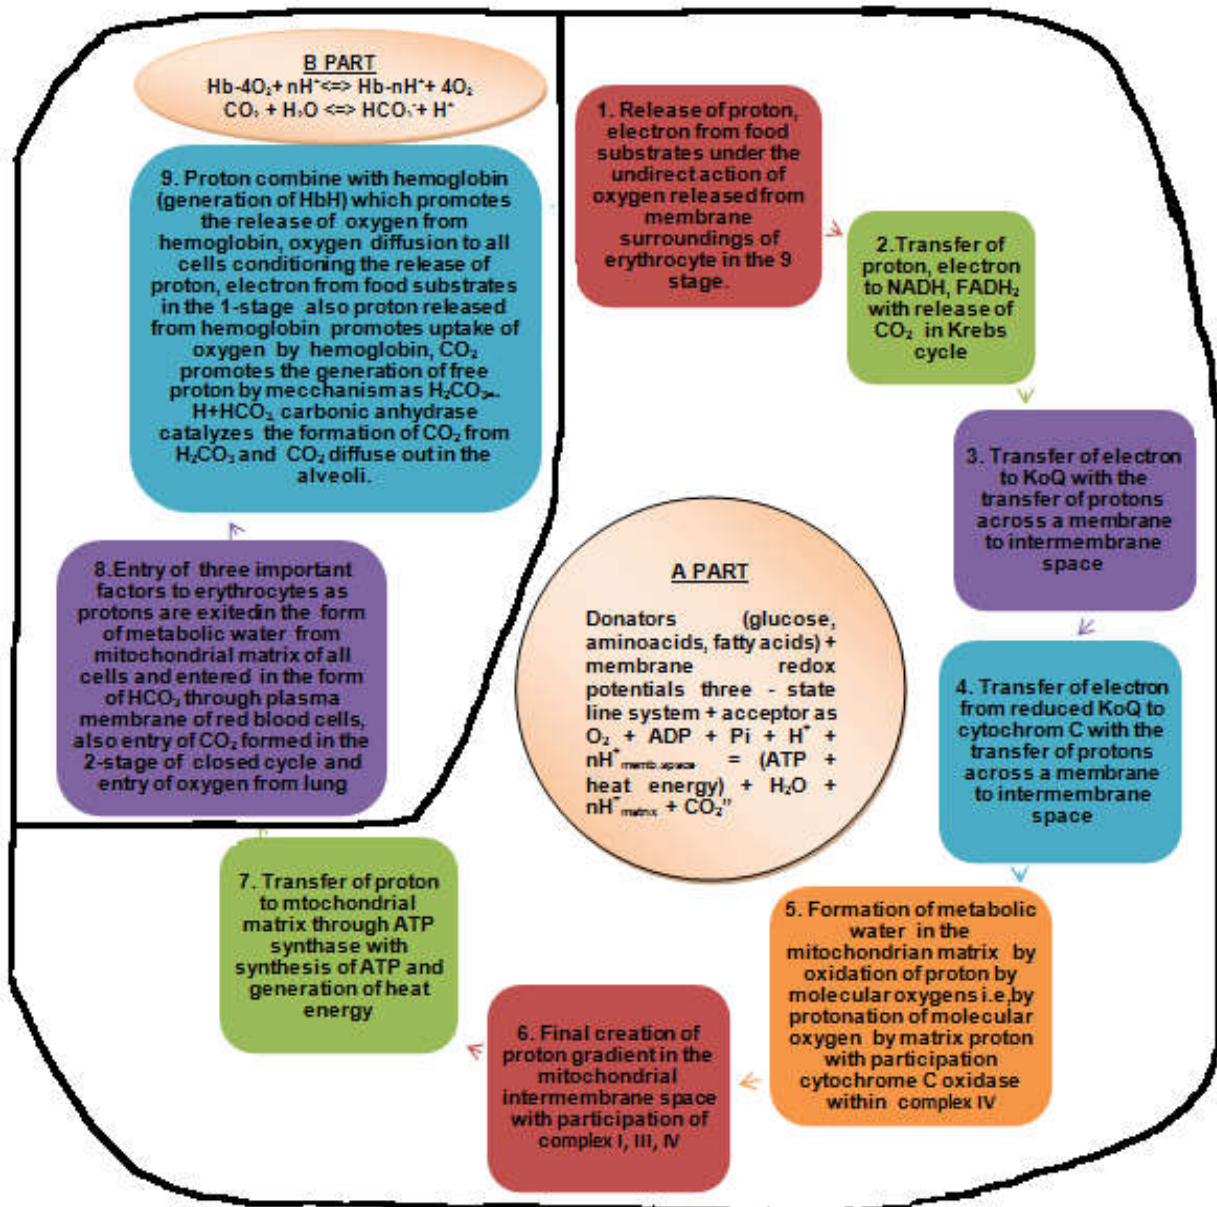 B PART
Hb-4O₂+ nH⁺<=> Hb-nH⁺+ 4O₂
CO₂ + H₂O <=> HCO₃⁻+ H⁺
9. Proton combine with hemoglobin
(generation of HbH) which promotes
the release of oxygen from
hemoglobin, oxygen diffusion to all
cells conditioning the release of
proton, electron from food substrates
in the 1-stage also proton released
from hemoglobin promotes uptake of
oxygen by hemoglobin, CO₂
promotes the generation of free
proton by mecchanism as H₂CO₃↔
H+HCO₃, carbonic anhydrase
catalyzes the formation of CO₂ from
H₂CO₃ and CO₂ diffuse out in the
alveoli.
8.Entry of three important
factors to erythrocytes as
protons are exitedin the form
of metabolic water from
mitochondrial matrix of all
cells and entered in the form
of HCO₃ through plasma
membrane of red blood cells,
also entry of CO₂ formed in the
2-stage of closed cycle and
entry of oxygen from lung
1. Release of proton,
electron from food
substrates under the
undirect action of
oxygen released from
membrane
surroundings of
erythrocyte in the 9
stage.
2.Transfer of
proton, electron
to NADH, FADH₂
with release of
CO₂ in Krebs
cycle
3. Transfer of electron
to KoQ with the
transfer of protons
across a membrane
to intermembrane
space
4. Transfer of electron
from reduced KoQ to
cytochrom C with the
transfer of protons
across a membrane
to intermembrane
space
5. Formation of metabolic
water in the
mitochondrian matrix by
oxidation of proton by
molecular oxygens i.e,by
protonation of molecular
oxygen by matrix proton
with participation
cytochrome C oxidase
within complex IV
6. Final creation of
proton gradient in the
mitochondrial
intermembrane space
with participation of
complex I, III, IV
7. Transfer of proton
to mtochondrial
matrix through ATP
synthase with
synthesis of ATP and
generation of heat
energy
A PART
Donators (glucose,
aminoacids, fatty acids) +
membrane redox
potentials three - state
line system + acceptor as
O₂ + ADP + Pi + H⁺ +
nH⁺memb.space = (ATP +
heat energy) + H₂O +
nH⁺matrix + CO₂”